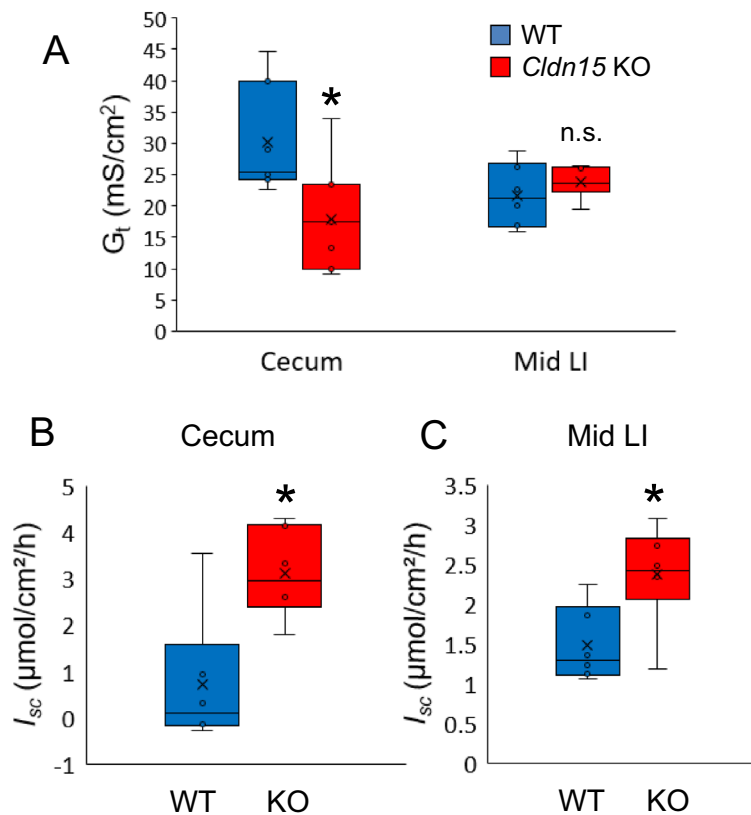 A
WT
Cldn15 KO
Gt (mS/cm²)
50
45
40
35
30
25
20
15
10
5
0
*
n.s.
Cecum Mid LI
B Cecum
Isc (µmol/cm²/h)
5
4
3
2
1
0
-1
*
WT KO
C Mid LI
Isc (µmol/cm²/h)
3.5
3
2.5
2
1.5
1
0.5
0
*
WT KO